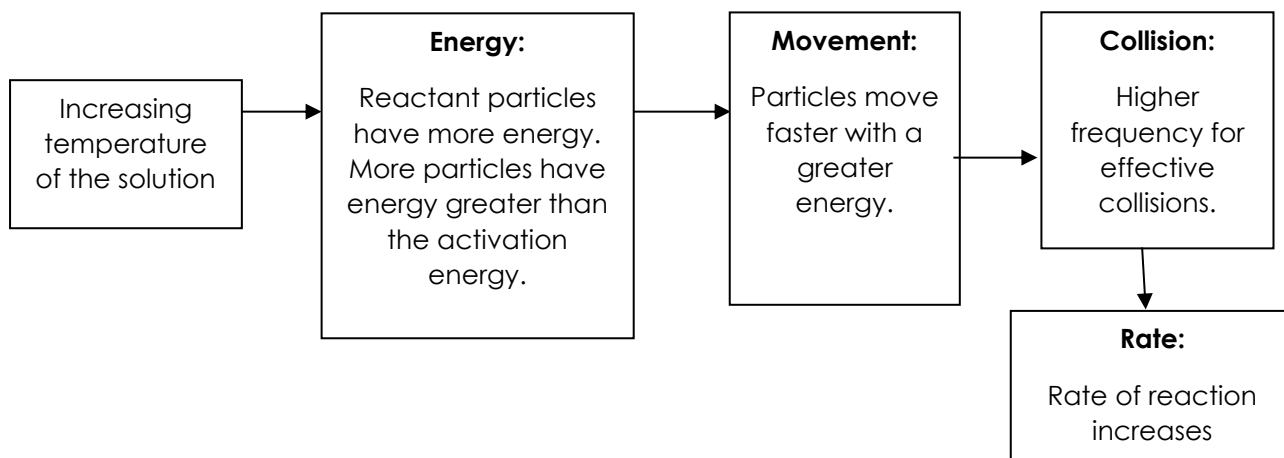 Increasing
temperature
of the solution
Energy:
Reactant particles
have more energy.
More particles have
energy greater than
the activation
energy.
Movement:
Particles move
faster with a
greater
energy.
Collision:
Higher
frequency for
effective
collisions.
Rate:
Rate of reaction
increases